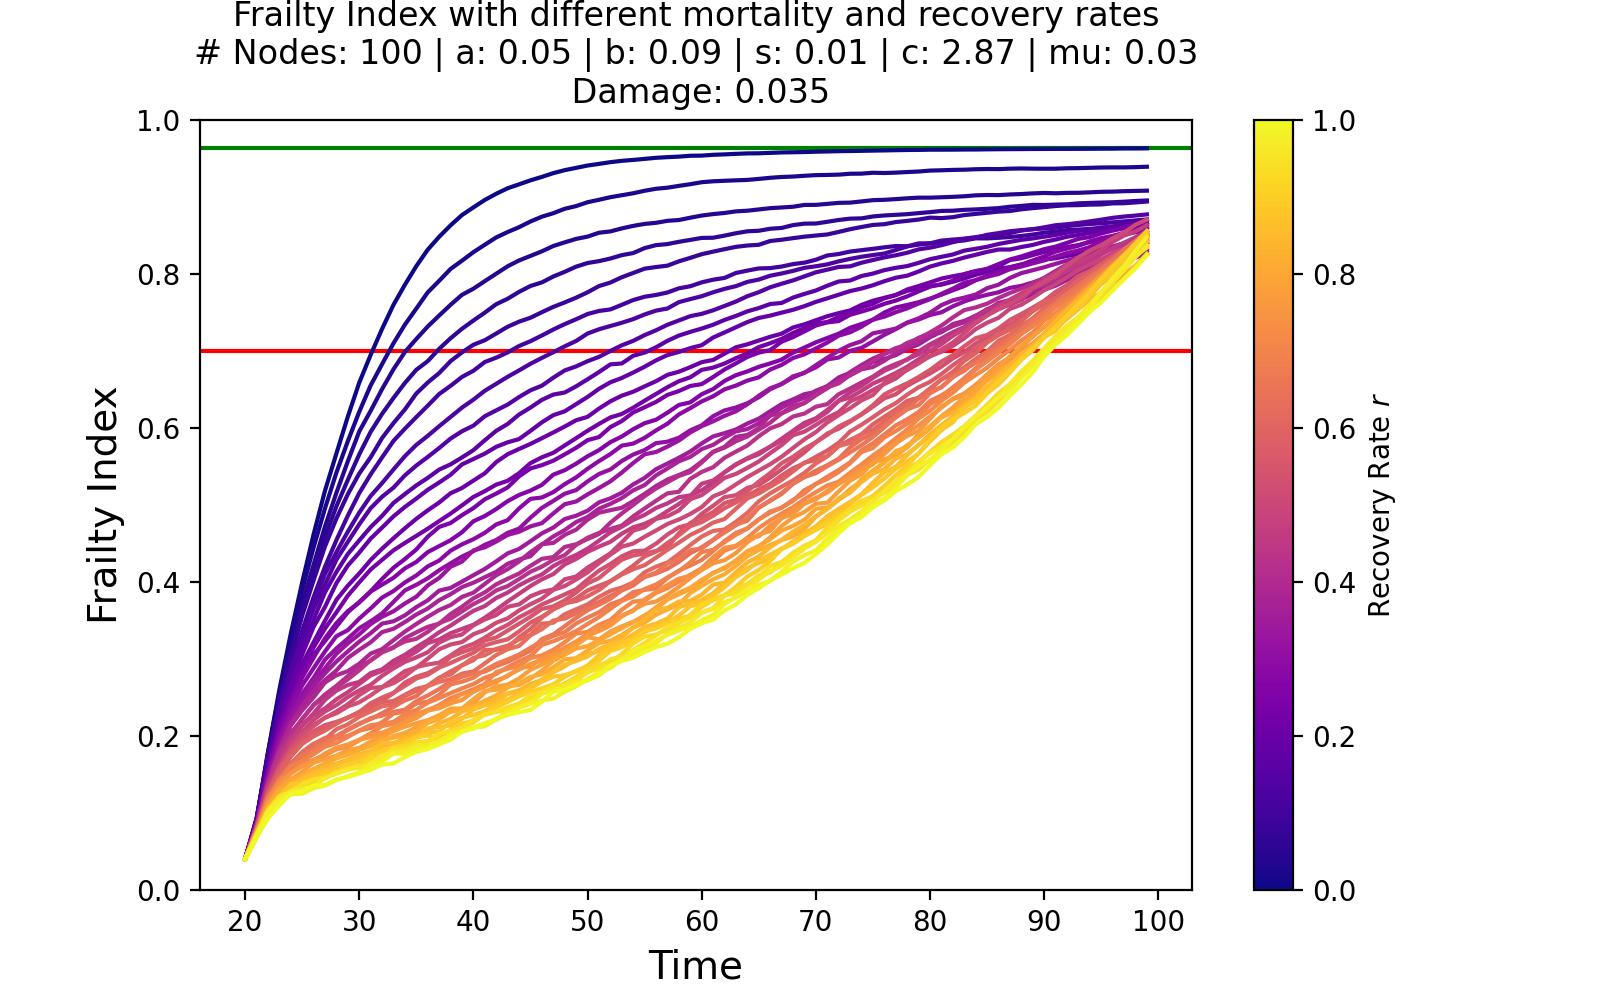 Frailty Index with different mortality and recovery rates
# Nodes: 100 | a: 0.05 | b: 0.09 | s: 0.01 | c: 2.87 | mu: 0.03
Damage: 0.035
1.0
0.8
0.6
0.4
0.2
0.0
Frailty Index
20 30 40 50 60 70 80 90 100
Time
1.0
0.8
0.6
0.4
0.2
0.0
Recovery Rate r